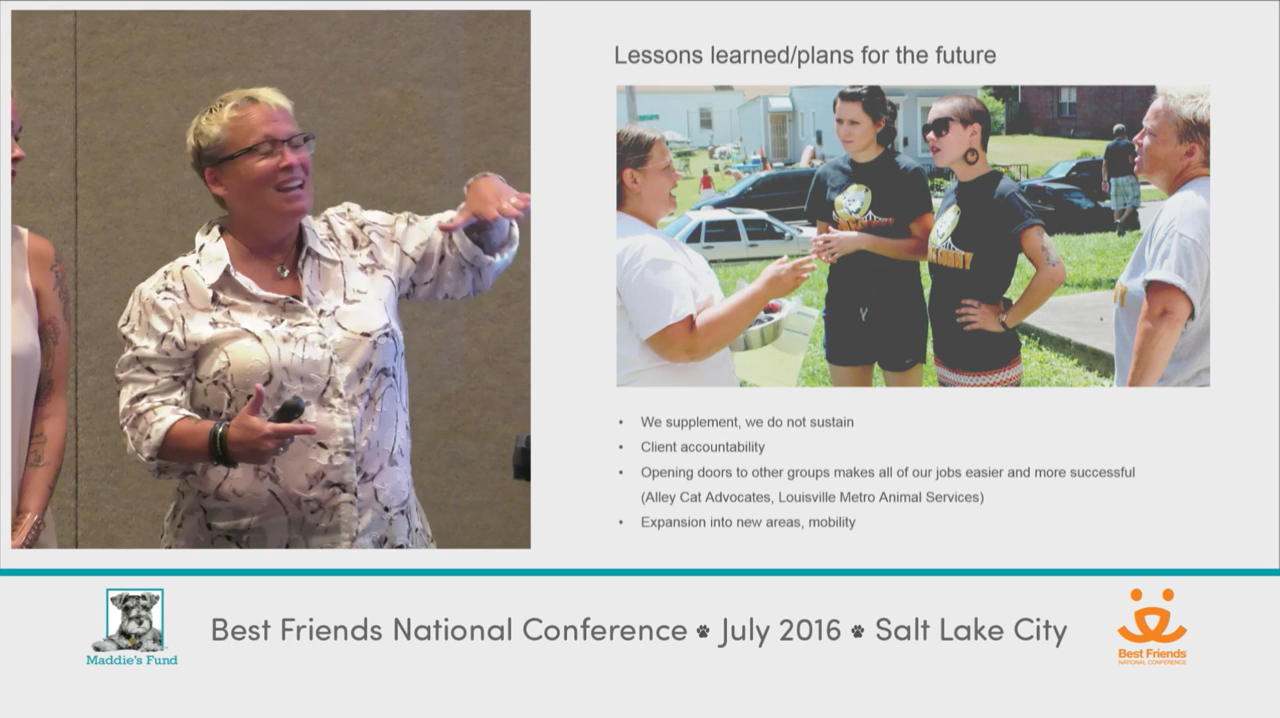 Lessons learned/plans for the future
• We supplement, we do not sustain
• Client accountability
• Opening doors to other groups makes all of our jobs easier and more successful
(Alley Cat Advocates, Louisville Metro Animal Services)
• Expansion into new areas, mobility
Best Friends National Conference July 2016 Salt Lake City
Maddie's Fund
Best Friends
NATIONAL CONFERENCE